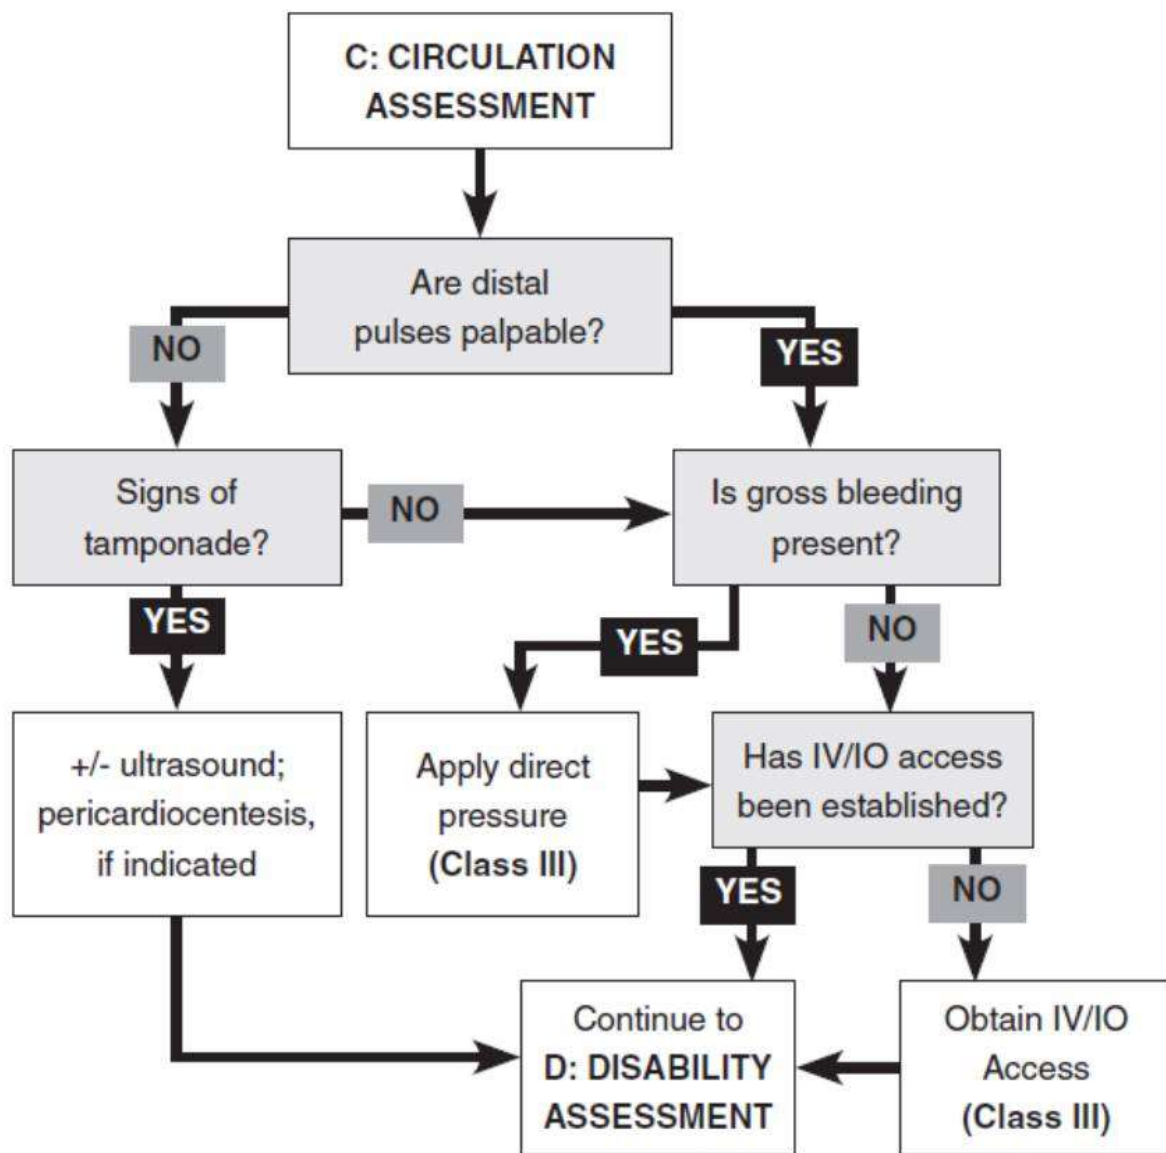 C: CIRCULATION
ASSESSMENT
Are distal
pulses palpable?
NO
YES
Signs of
tamponade?
NO
Is gross bleeding
present?
YES
YES
NO
+/- ultrasound;
pericardiocentesis,
if indicated
Apply direct
pressure
(Class III)
Has IV/IO access
been established?
YES
NO
Continue to
D: DISABILITY
ASSESSMENT
Obtain IV/IO
Access
(Class III)